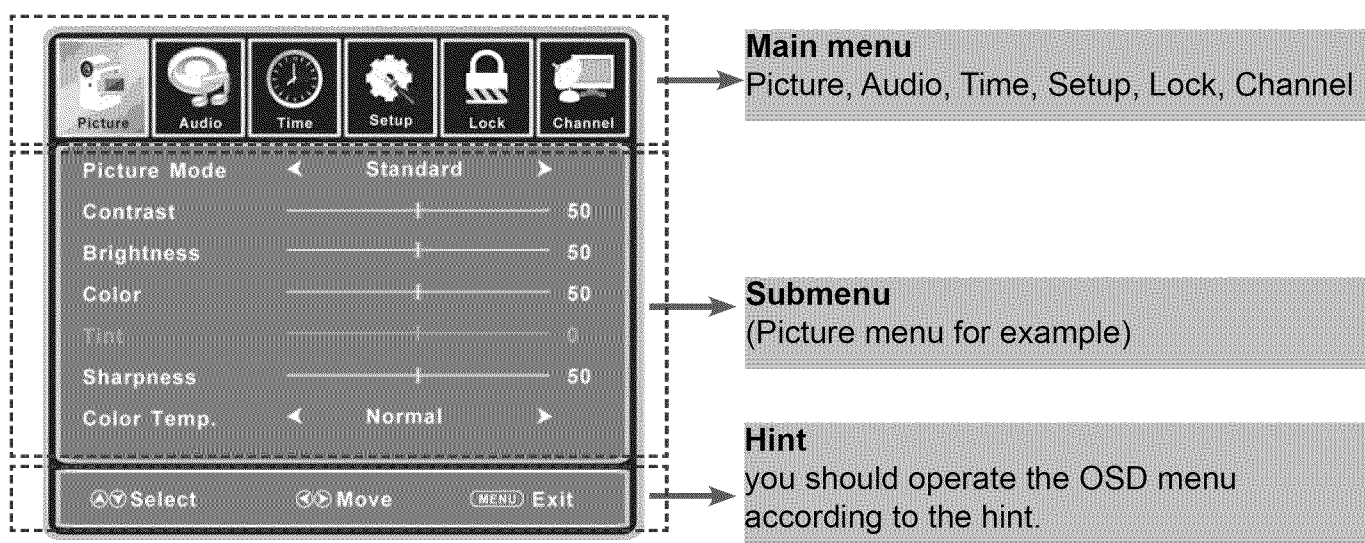 Picture Audio Time Setup Lock Channel
Main menu
Picture, Audio, Time, Setup, Lock, Channel
Picture Mode Standard
Contrast 50
Brightness 50
Color 50
Tint 0
Sharpness 50
Color Temp. Normal
Submenu
(Picture menu for example)
Select Move MENU Exit
Hint
you should operate the OSD menu
according to the hint.